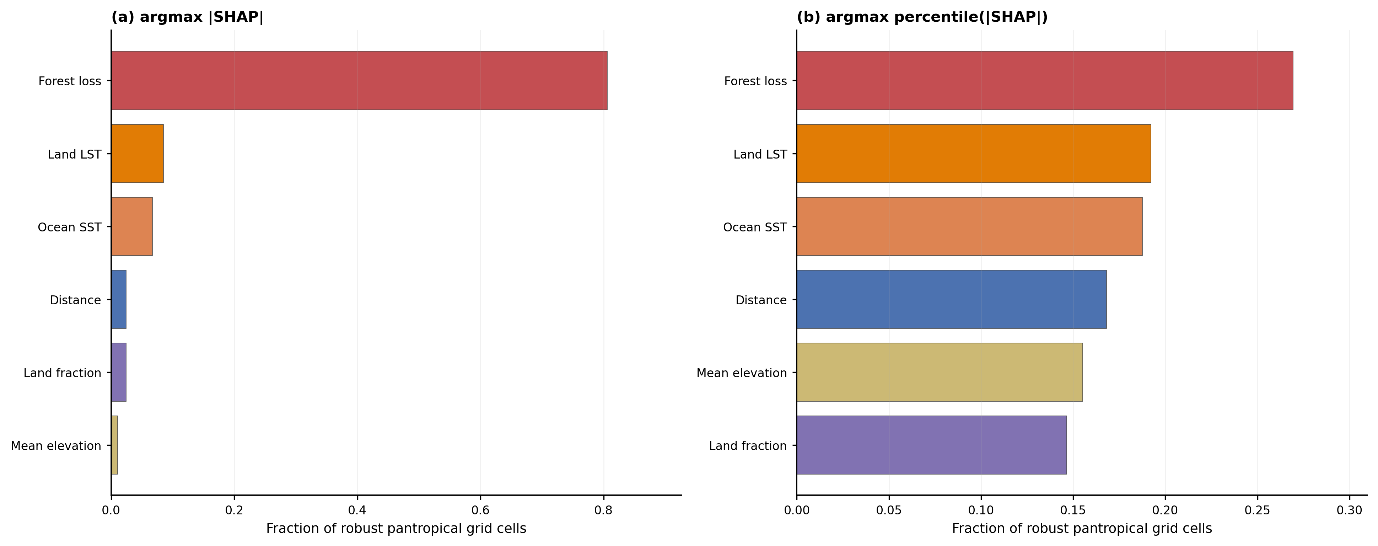 (a) argmax |SHAP|
Forest loss
Land LST
Ocean SST
Distance
Land fraction
Mean elevation
0.0 0.2 0.4 0.6 0.8
Fraction of robust pantropical grid cells
(b) argmax percentile(|SHAP|)
Forest loss
Land LST
Ocean SST
Distance
Mean elevation
Land fraction
0.00 0.05 0.10 0.15 0.20 0.25 0.30
Fraction of robust pantropical grid cells